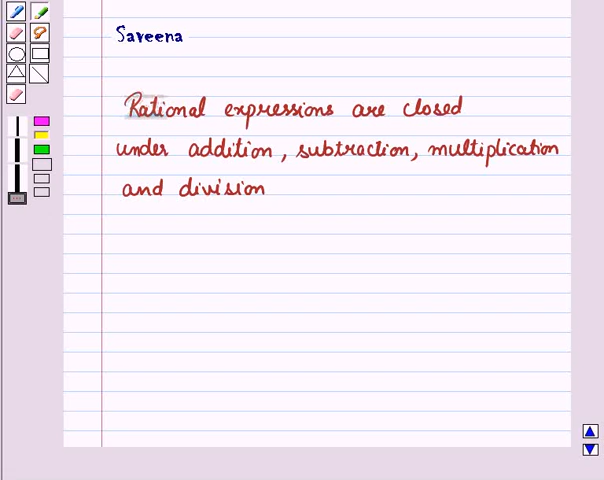 Saveena
Rational expressions are closed
under addition, subtraction, multiplication
and division